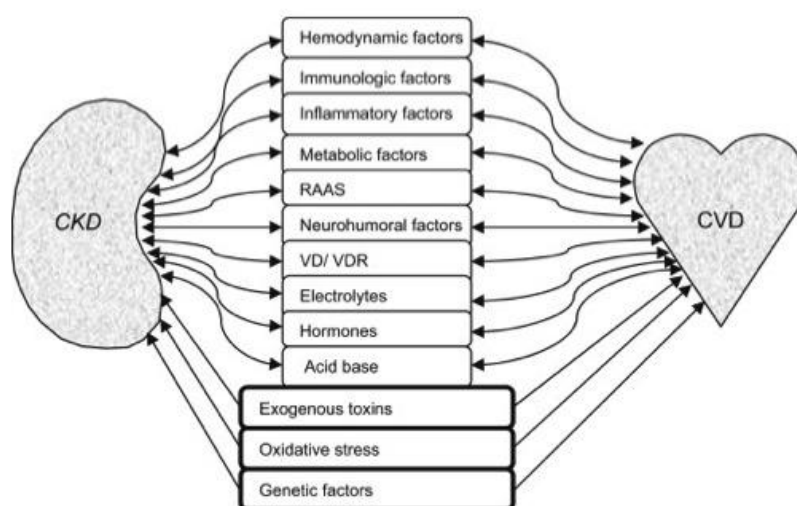 Hemodynamic factors
Immunologic factors
Inflammatory factors
Metabolic factors
RAAS
Neurohumoral factors
VD/ VDR
Electrolytes
Hormones
Acid base
Exogenous toxins
Oxidative stress
Genetic factors
CKD
CVD